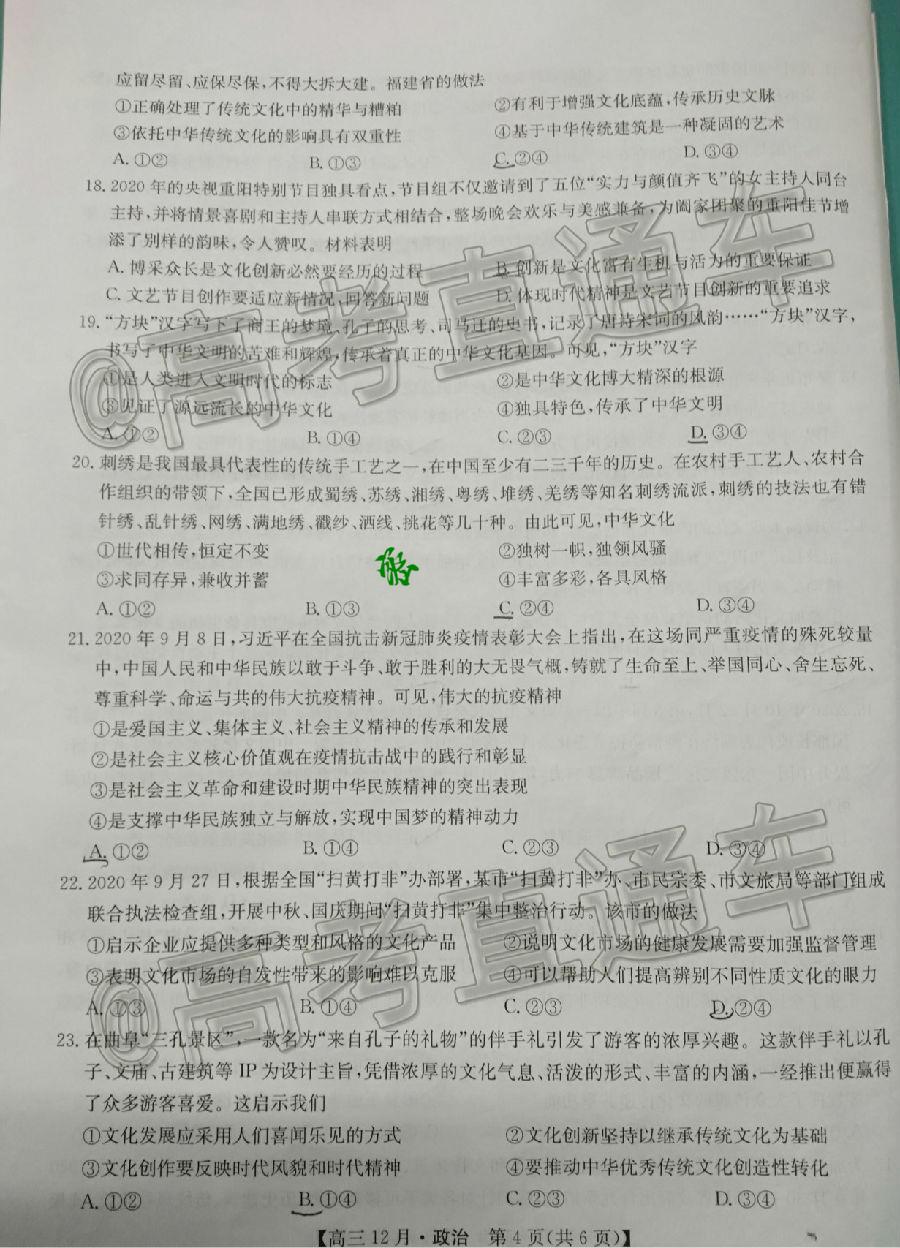 应留尽留、应保尽保,不得大拆大建。福建省的做法
①正确处理了传统文化中的精华与糟粕 ②有利于增强文化底蕴,传承历史文脉
③依托中华传统文化的影响具有双重性 ④基于中华传统建筑是一种凝固的艺术
A. ①② B. ①③ C. ②④ D. ③④
18. 2020 年的央视重阳特别节目独具看点,节目组不仅邀请到了五位“实力与颜值齐飞”的女主持人同台
主持,并将情景喜剧和主持人串联方式相结合,整场晚会欢乐与美感兼备,为阖家团聚的重阳佳节增
添了别样的韵味,令人赞叹。材料表明
A. 博采众长是文化创新必然要经历的过程 B. 创新是文化富有生机与活力的重要保证
C. 文艺节目创作要适应新情况,回答新问题 D. 体现时代精神是文艺节目创新的重要追求
19. “方块”汉字写下了商王的梦境、孔子的思考、司马迁的史书,记录了唐诗宋词的风韵……“方块”汉字,
书写了中华文明的苦难和辉煌,传承着真正的中华文化基因。可见,“方块”汉字
①是人类进入文明时代的标志 ②是中华文化博大精深的根源
③见证了源远流长的中华文化 ④独具特色,传承了中华文明
A. ①② B. ①④ C. ②③ D. ③④
20. 刺绣是我国最具代表性的传统手工艺之一,在中国至少有二三千年的历史。在农村手工艺人、农村合
作组织的带领下,全国已形成蜀绣、苏绣、湘绣、粤绣、堆绣、羌绣等知名刺绣流派,刺绣的技法也有错
针绣、乱针绣、网绣、满地绣、戳纱、洒线、挑花等几十种。由此可见,中华文化
①世代相传,恒定不变 ②独树一帜,独领风骚
③求同存异,兼收并蓄 ④丰富多彩,各具风格
A. ①② B. ①③ C. ②④ D. ③④
21. 2020 年 9 月 8 日,习近平在全国抗击新冠肺炎疫情表彰大会上指出,在这场同严重疫情的殊死较量
中,中国人民和中华民族以敢于斗争、敢于胜利的大无畏气概,铸就了生命至上、举国同心、舍生忘死、
尊重科学、命运与共的伟大抗疫精神。可见,伟大的抗疫精神
①是爱国主义、集体主义、社会主义精神的传承和发展
②是社会主义核心价值观在疫情抗击战中的践行和彰显
③是社会主义革命和建设时期中华民族精神的突出表现
④是支撑中华民族独立与解放,实现中国梦的精神动力
A. ①② B. ①④ C. ②③ D. ③④
22. 2020 年 9 月 27 日,根据全国“扫黄打非”办部署,某市“扫黄打非”办、市民宗委、市文旅局等部门组成
联合执法检查组,开展中秋、国庆期间“扫黄打非”集中整治行动。该市的做法
①启示企业应提供多种类型和风格的文化产品 ②说明文化市场的健康发展需要加强监督管理
③表明文化市场的自发性带来的影响难以克服 ④可以帮助人们提高辨别不同性质文化的眼力
A. ①③ B. ①④ C. ②③ D. ②④
23. 在曲阜“三孔景区”,一款名为“来自孔子的礼物”的伴手礼引发了游客的浓厚兴趣。这款伴手礼以孔
子、文庙、古建筑等 IP 为设计主旨,凭借浓厚的文化气息、活泼的形式、丰富的内涵,一经推出便赢得
了众多游客喜爱。这启示我们
①文化发展应采用人们喜闻乐见的方式 ②文化创新坚持以继承传统文化为基础
③文化创作要反映时代风貌和时代精神 ④要推动中华优秀传统文化创造性转化
A. ①② B. ①④ C. ②③ D. ③④
【高三 12 月·政治 第 4 页(共 6 页)】
@高考直通车
@高考直通车